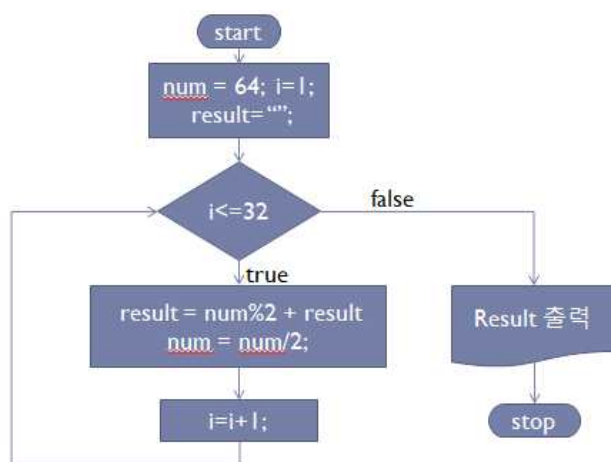 start
num = 64; i=1;
result=“”;
i<=32
false
true
result = num%2 + result
num = num/2;
Result 출력
i=i+1;
stop